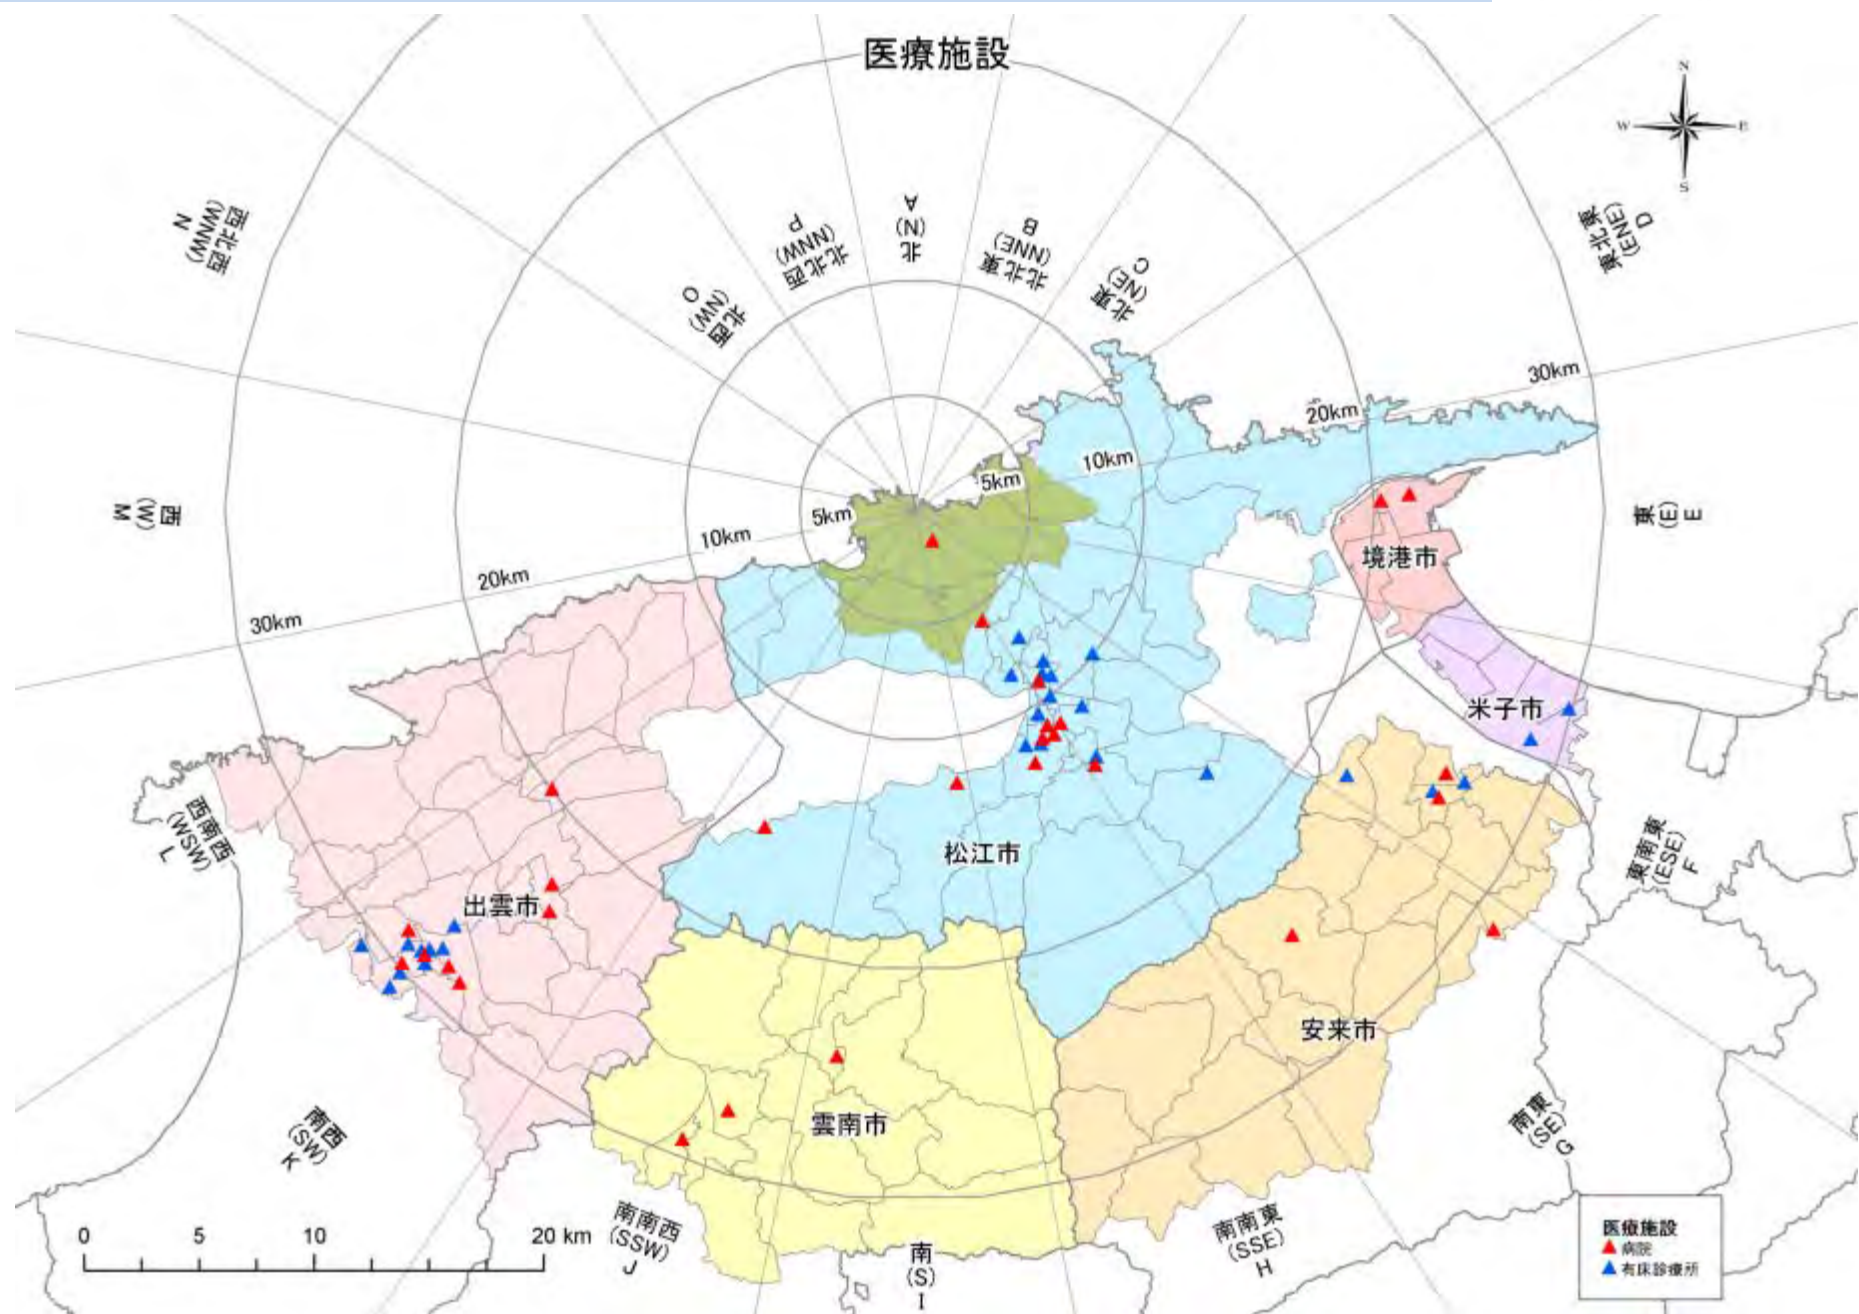 医療施設
N
W
E
S
北
(N)
A
北北東
(NNE)
B
北東
(NE)
C
東北東
(ENE)
D
東
(E)
E
東南東
(ESE)
F
南東
(SE)
G
南南東
(SSE)
H
南
(S)
I
南南西
(SSW)
J
南西
(SW)
K
西南西
(WSW)
L
西
(W)
M
西北西
(WNW)
N
北西
(NW)
O
北北西
(NNW)
P
30km
20km
10km
5km
5km
10km
20km
30km
境港市
米子市
松江市
出雲市
安来市
雲南市
0 5 10 20 km
医療施設
病院
有床診療所